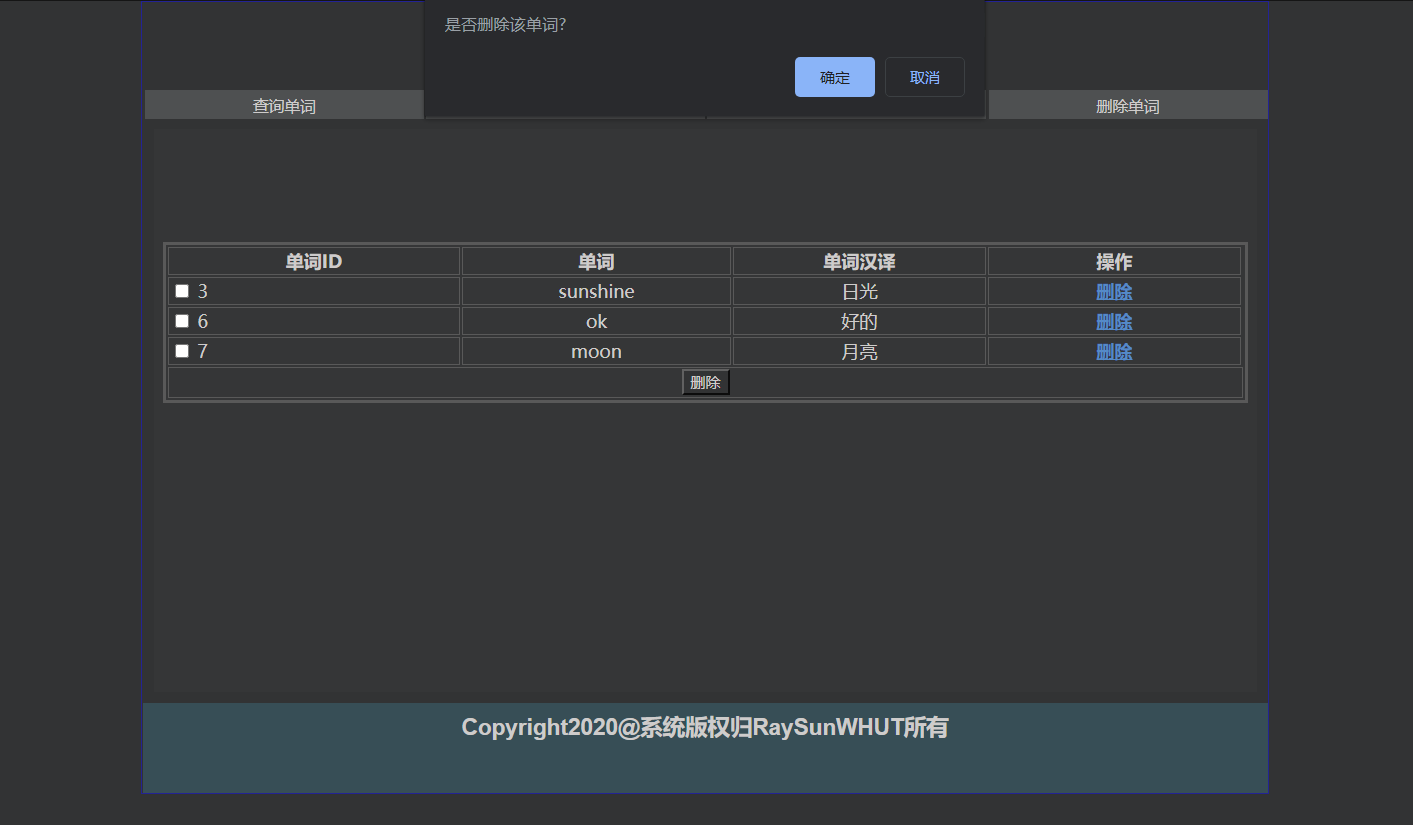 是否删除该单词?
确定 取消
查询单词 删除单词
单词ID 单词 单词汉译 操作
3 sunshine 日光 删除
6 ok 好的 删除
7 moon 月亮 删除
删除
Copyright2020@系统版权归RaySunWHUT所有